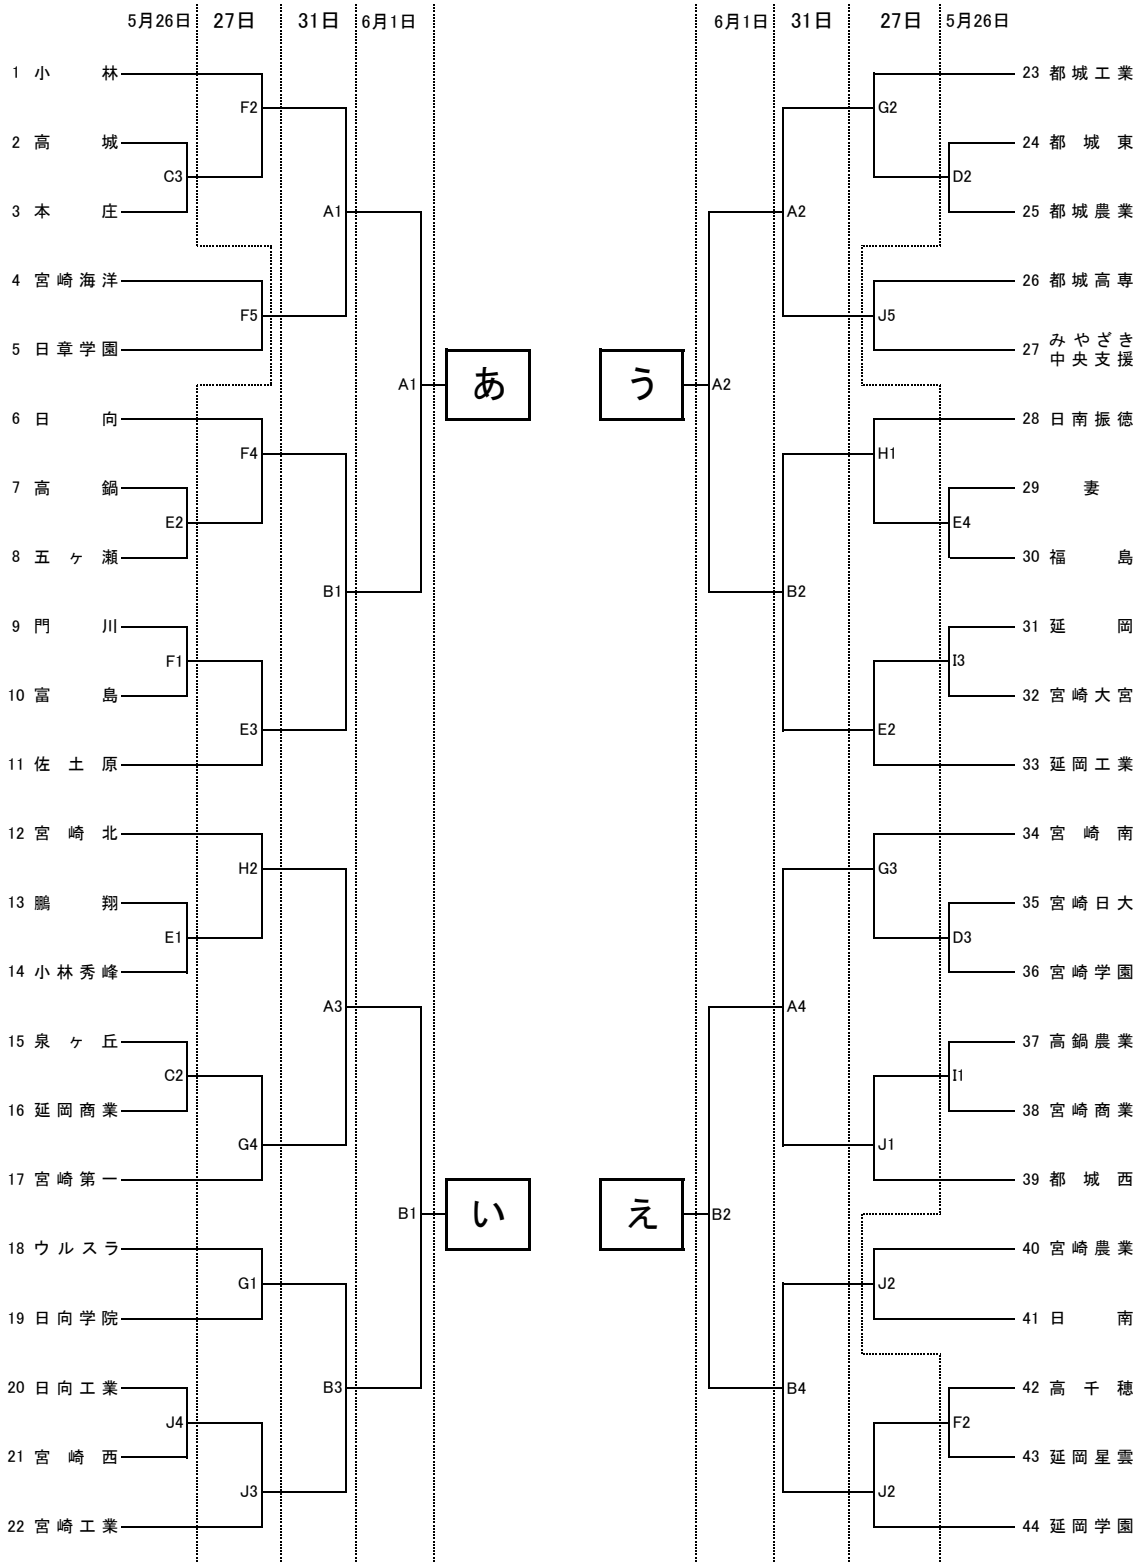 5月26日 27日 31日 6月1日
6月1日 31日 27日 5月26日
1 小林
F2
2 高城
C3
3 本庄
A1
4 宮崎海洋
F5
5 日章学園
A1
あ
6 日向
F4
7 高鍋
E2
8 五ヶ瀬
B1
9 門川
F1
10 富島
E3
11 佐土原
12 宮崎北
H2
13 鵬翔
E1
14 小林秀峰
A3
15 泉ヶ丘
C2
16 延岡商業
G4
17 宮崎第一
B1
い
18 ウルスラ
G1
19 日向学院
20 日向工業
B3
J4
21 宮崎西
J3
22 宮崎工業
23 都城工業
G2
24 都城東
D2
25 都城農業
A2
26 都城高専
J5
27 みやざき
中央支援
う
A2
28 日南振徳
H1
29 妻
E4
30 福島
B2
31 延岡
I3
32 宮崎大宮
E2
33 延岡工業
34 宮崎南
G3
35 宮崎日大
D3
36 宮崎学園
A4
37 高鍋農業
I1
38 宮崎商業
J1
39 都城西
え
B2
40 宮崎農業
J2
41 日南
42 高千穂
B4
F2
43 延岡星雲
J2
44 延岡学園